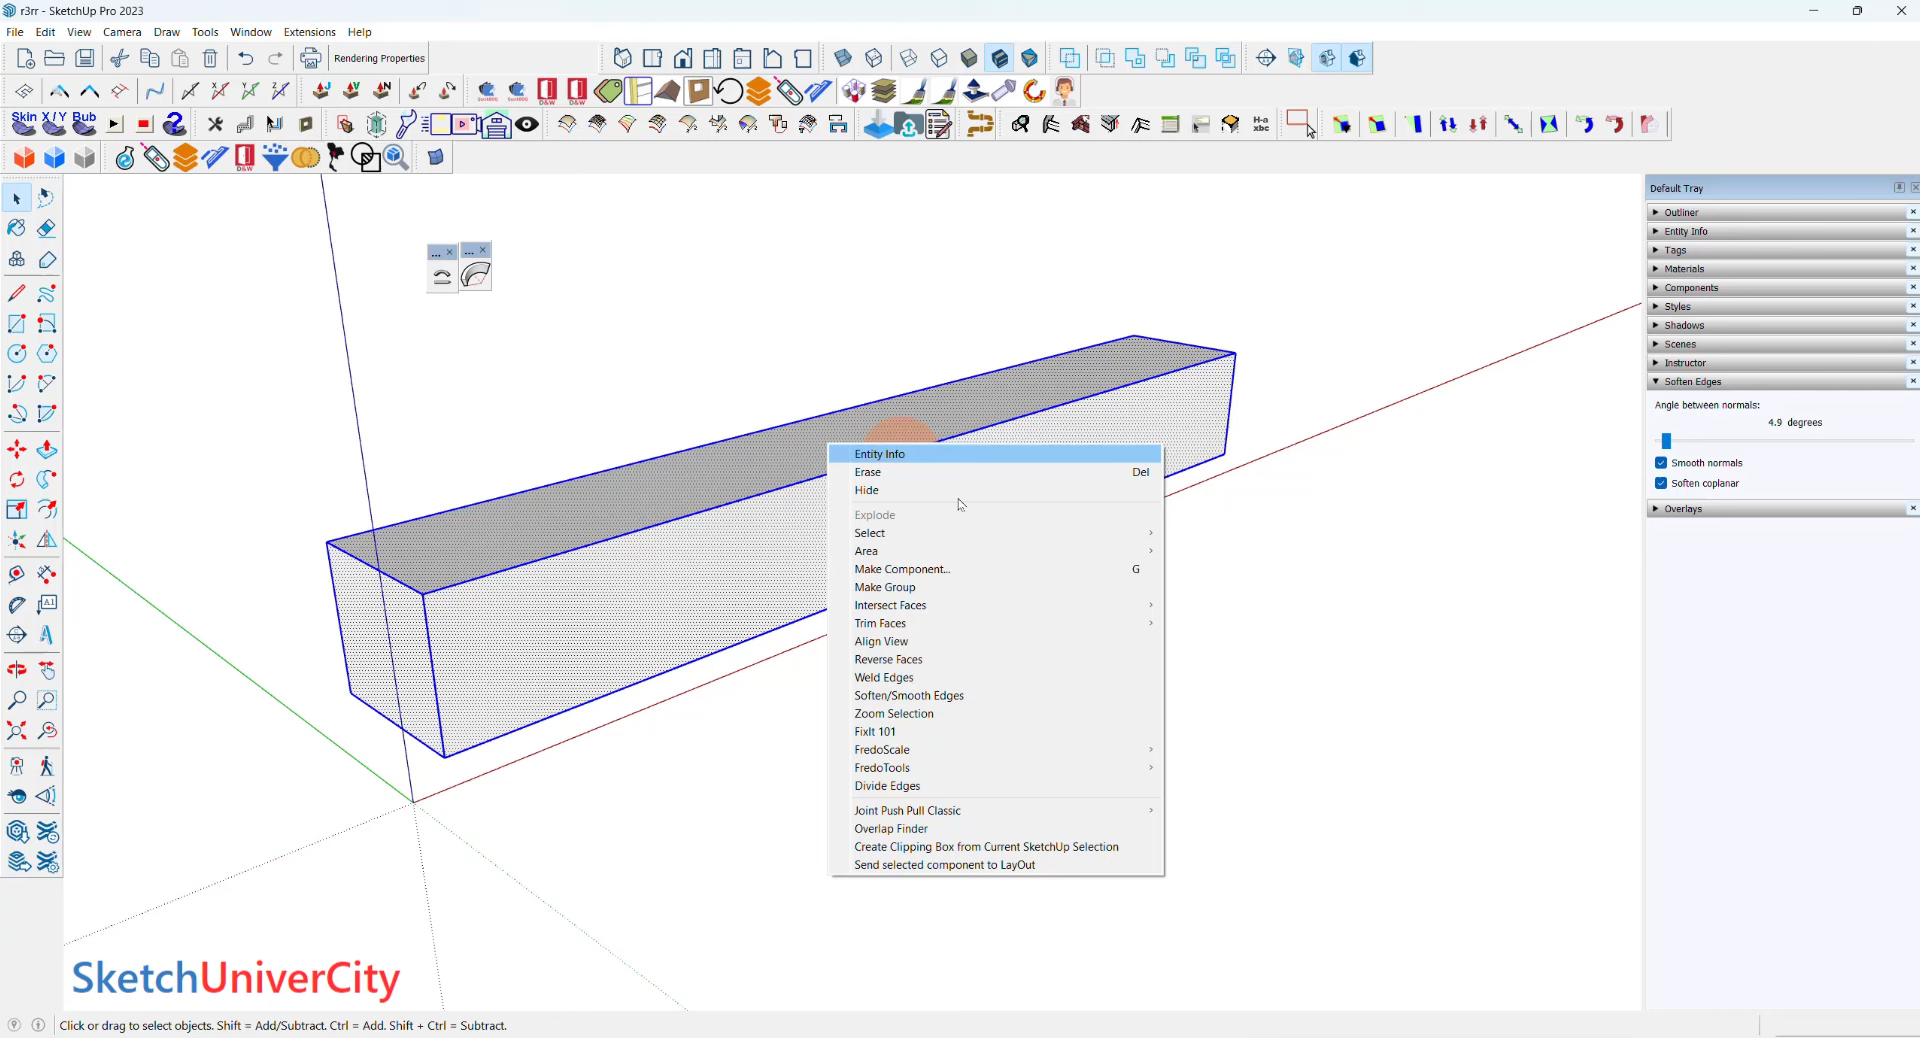 r3rr - SketchUp Pro 2023
File Edit View Camera Draw Tools Window Extensions Help
Rendering Properties
D&W D&W
Skin X/Y Bub
H-a
xbc
D&W
Default Tray
Outliner
Entity Info
Tags
Materials
Components
Styles
Shadows
Scenes
Instructor
Soften Edges
Angle between normals:
4.9 degrees
Smooth normals
Soften coplanar
Overlays
... ...
Entity Info
Erase Del
Hide
Explode
Select
Area
Make Component... G
Make Group
Intersect Faces
Trim Faces
Align View
Reverse Faces
Weld Edges
Soften/Smooth Edges
Zoom Selection
FixIt 101
FredoScale
FredoTools
Divide Edges
Joint Push Pull Classic
Overlap Finder
Create Clipping Box from Current SketchUp Selection
Send selected component to LayOut
A1
SketchUniverCity
Click or drag to select objects. Shift = Add/Subtract. Ctrl = Add. Shift + Ctrl = Subtract.